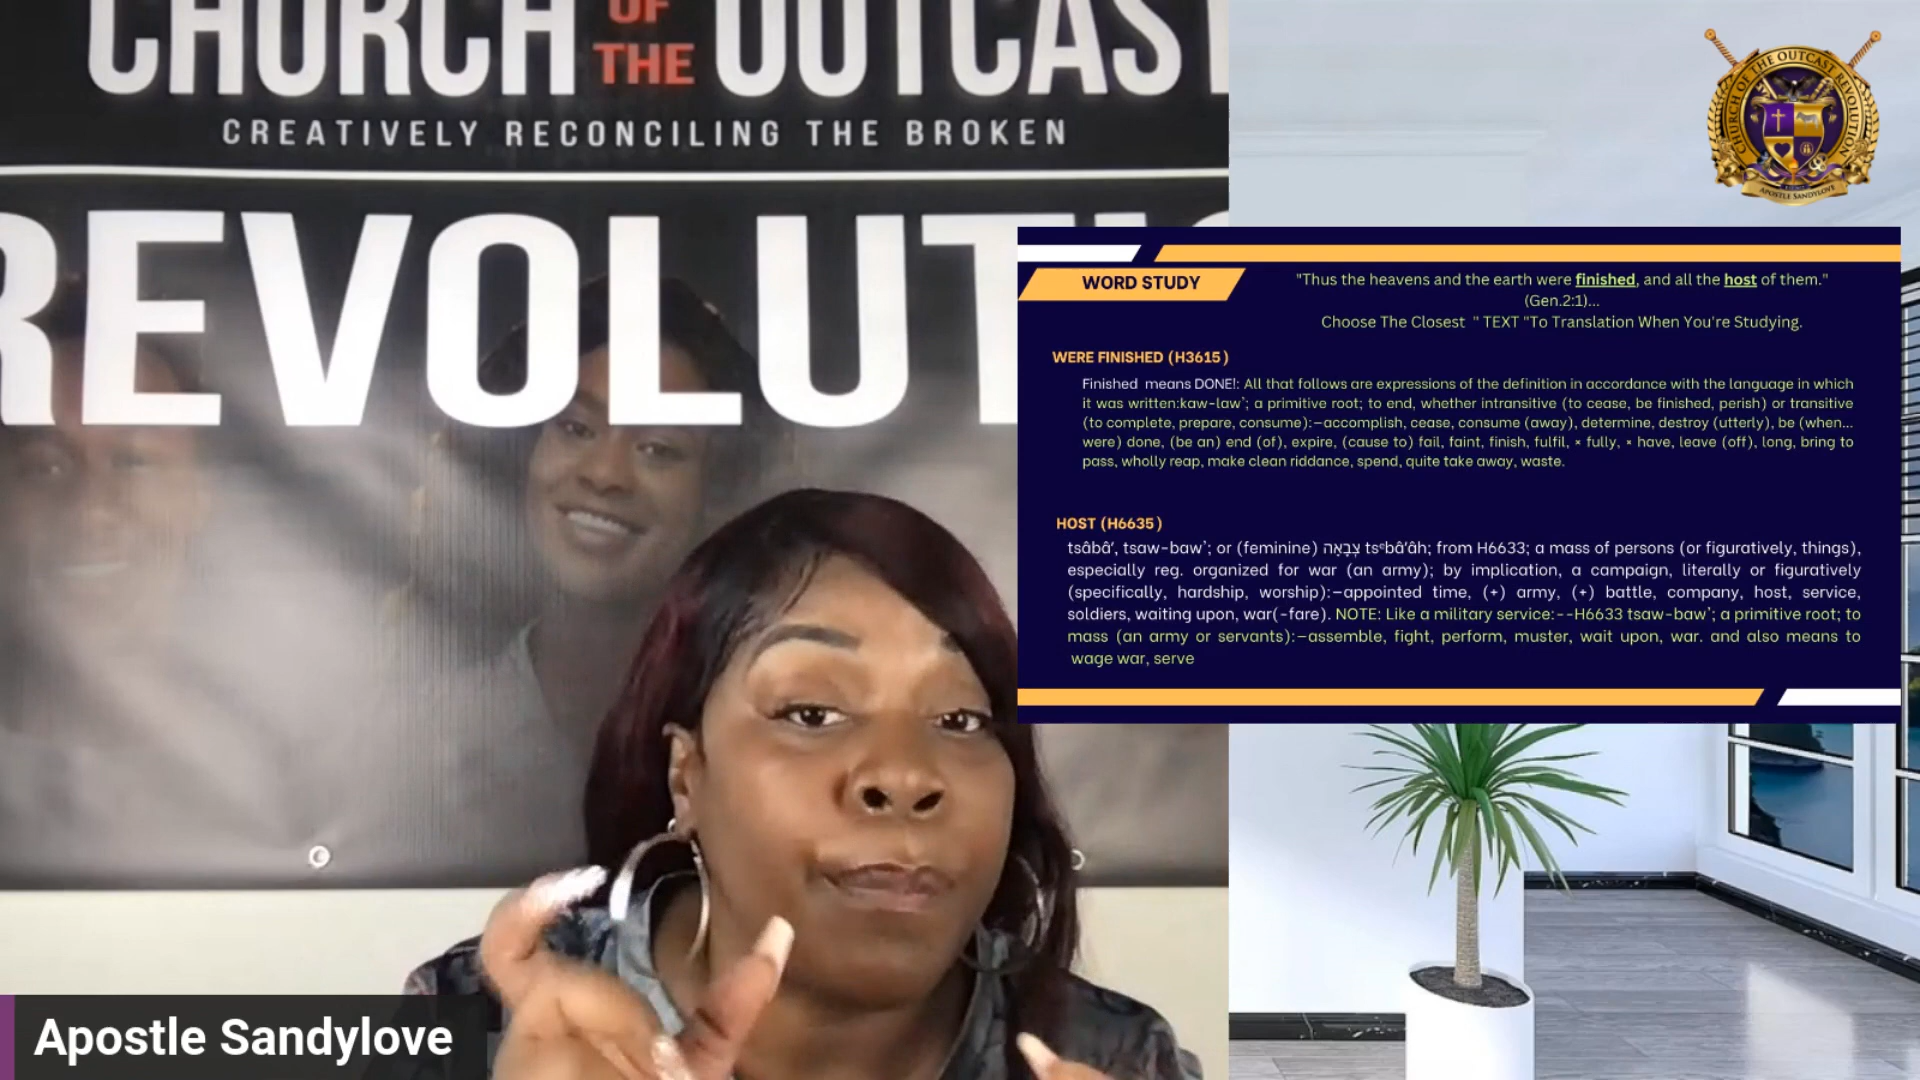 CHURCH OF THE OUTCAST
CREATIVELY RECONCILING THE BROKEN
REVOLUTI
CHURCH OF THE OUTCAST REVOLUTION
APOSTLE SANDYLOVE
WORD STUDY
"Thus the heavens and the earth were finished, and all the host of them."
(Gen.2:1)...
Choose The Closest " TEXT "To Translation When You're Studying.
WERE FINISHED (H3615)
Finished means DONE!: All that follows are expressions of the definition in accordance with the language in which
it was written:kaw-law'; a primitive root; to end, whether intransitive (to cease, be finished, perish) or transitive
(to complete, prepare, consume):—accomplish, cease, consume (away), determine, destroy (utterly), be (when...
were) done, (be an) end (of), expire, (cause to) fail, faint, finish, fulfil, × fully, × have, leave (off), long, bring to
pass, wholly reap, make clean riddance, spend, quite take away, waste.
HOST (H6635)
tsâbâʼ, tsaw-baw'; or (feminine) צְבָאָה tsᵉbâʼâh; from H6633; a mass of persons (or figuratively, things),
especially reg. organized for war (an army); by implication, a campaign, literally or figuratively
(specifically, hardship, worship):—appointed time, (+) army, (+) battle, company, host, service,
soldiers, waiting upon, war(-fare). NOTE: Like a military service:--H6633 tsaw-baw'; a primitive root; to
mass (an army or servants):—assemble, fight, perform, muster, wait upon, war. and also means to
wage war, serve
Apostle Sandylove